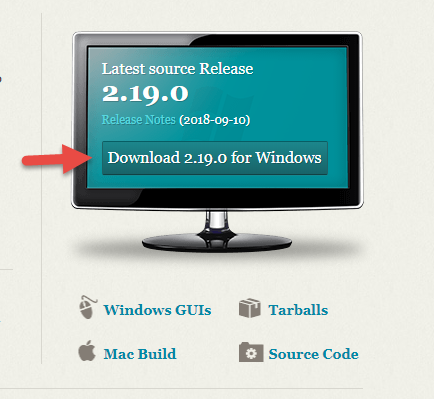 Latest source Release
2.19.0
Release Notes (2018-09-10)
Download 2.19.0 for Windows
Windows GUIs
Tarballs
Mac Build
Source Code